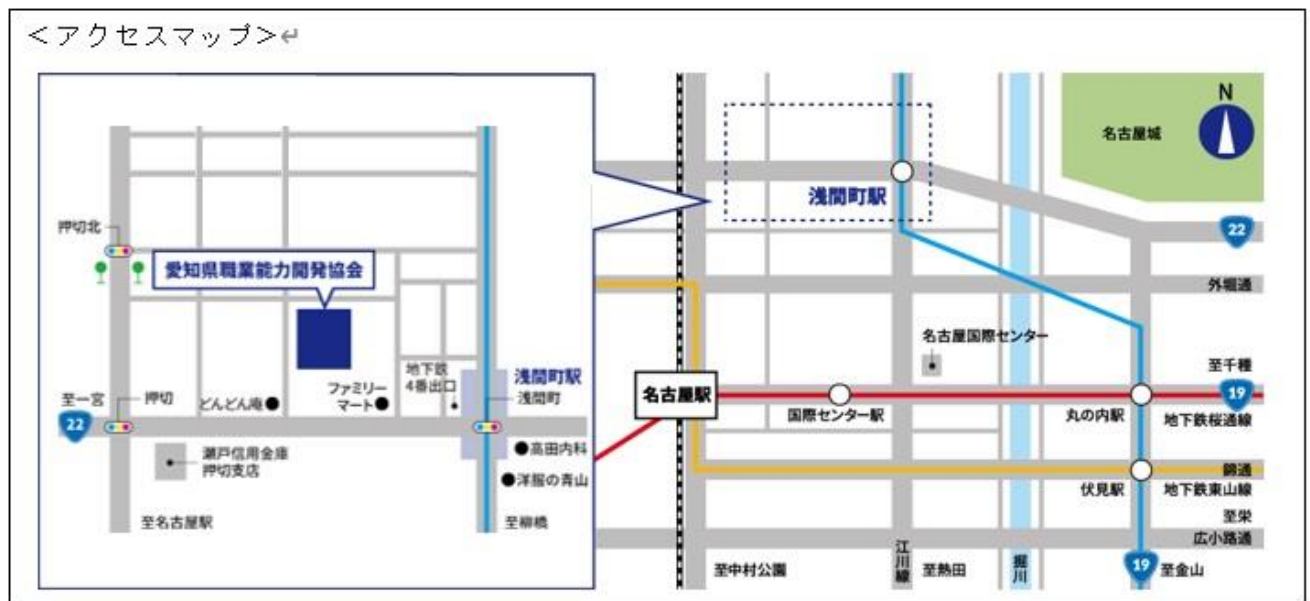 <アクセスマップ>
押切北
愛知県職業能力開発協会
至一宮
押切
22
どんどん庵
ファミリー
マート
地下鉄
4番出口
浅間町駅
浅間町
瀬戸信用金庫
押切支店
高田内科
洋服の青山
至名古屋駅
至柳橋
N
名古屋城
浅間町駅
22
外堀通
名古屋国際センター
至千種
名古屋駅
19
国際センター駅
丸の内駅
地下鉄桜通線
錦通
伏見駅
地下鉄東山線
至栄
広小路通
至中村公園
江川線
至熱田
堀川
19
至金山